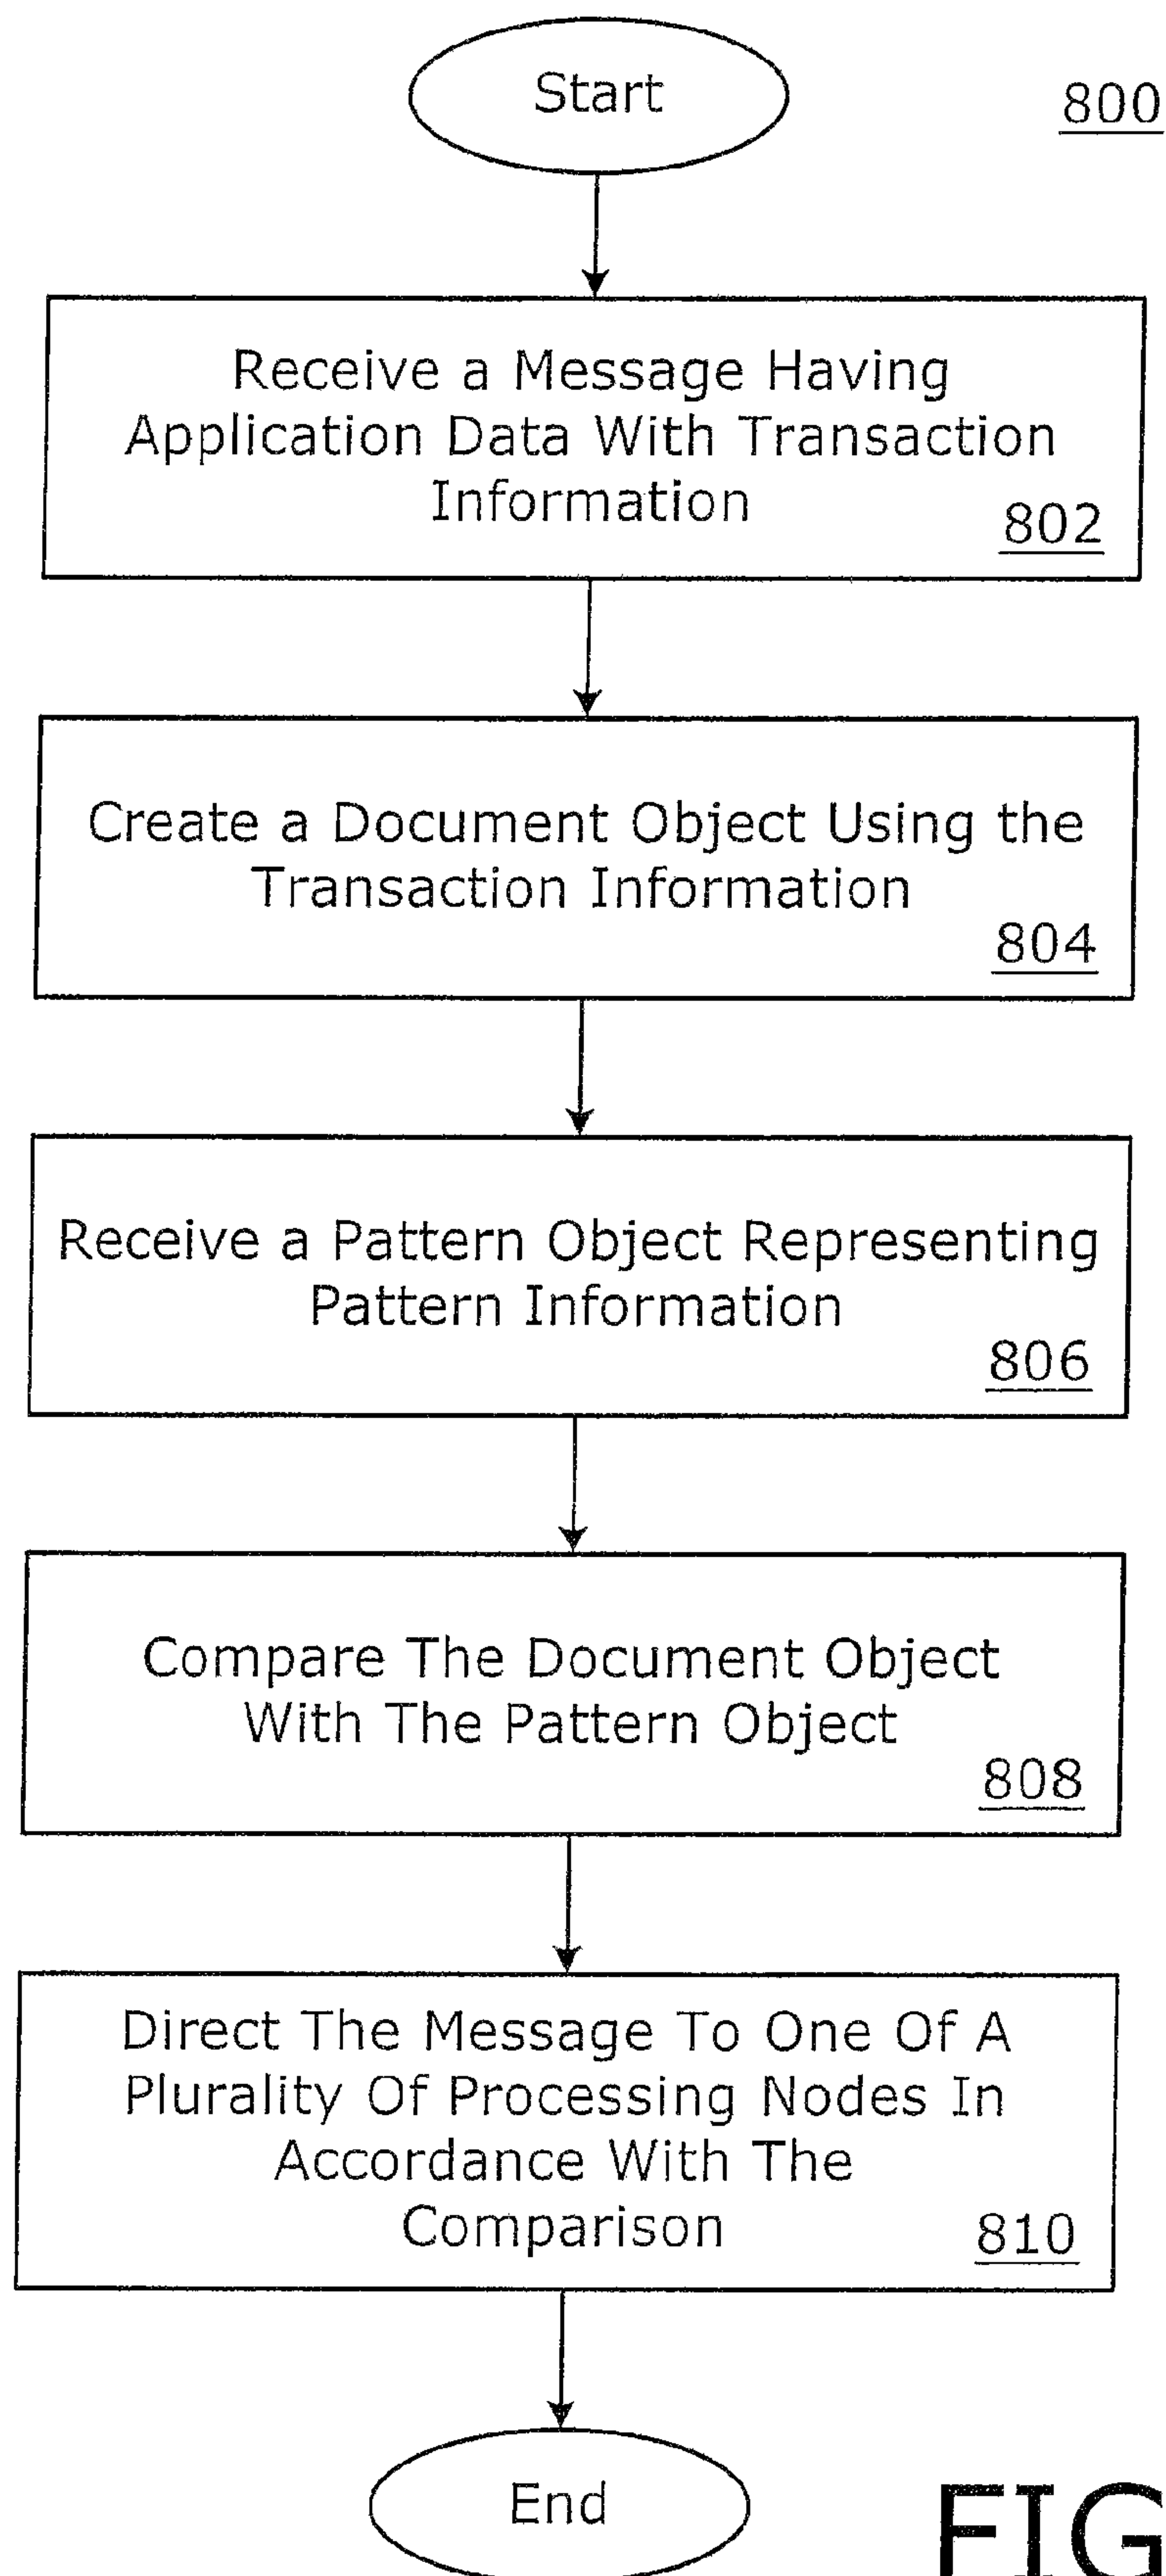 Start
800
Receive a Message Having
Application Data With Transaction
Information
802
Create a Document Object Using the
Transaction Information
804
Receive a Pattern Object Representing
Pattern Information
806
Compare The Document Object
With The Pattern Object
808
Direct The Message To One Of A
Plurality Of Processing Nodes In
Accordance With The
Comparison
810
End
FIG